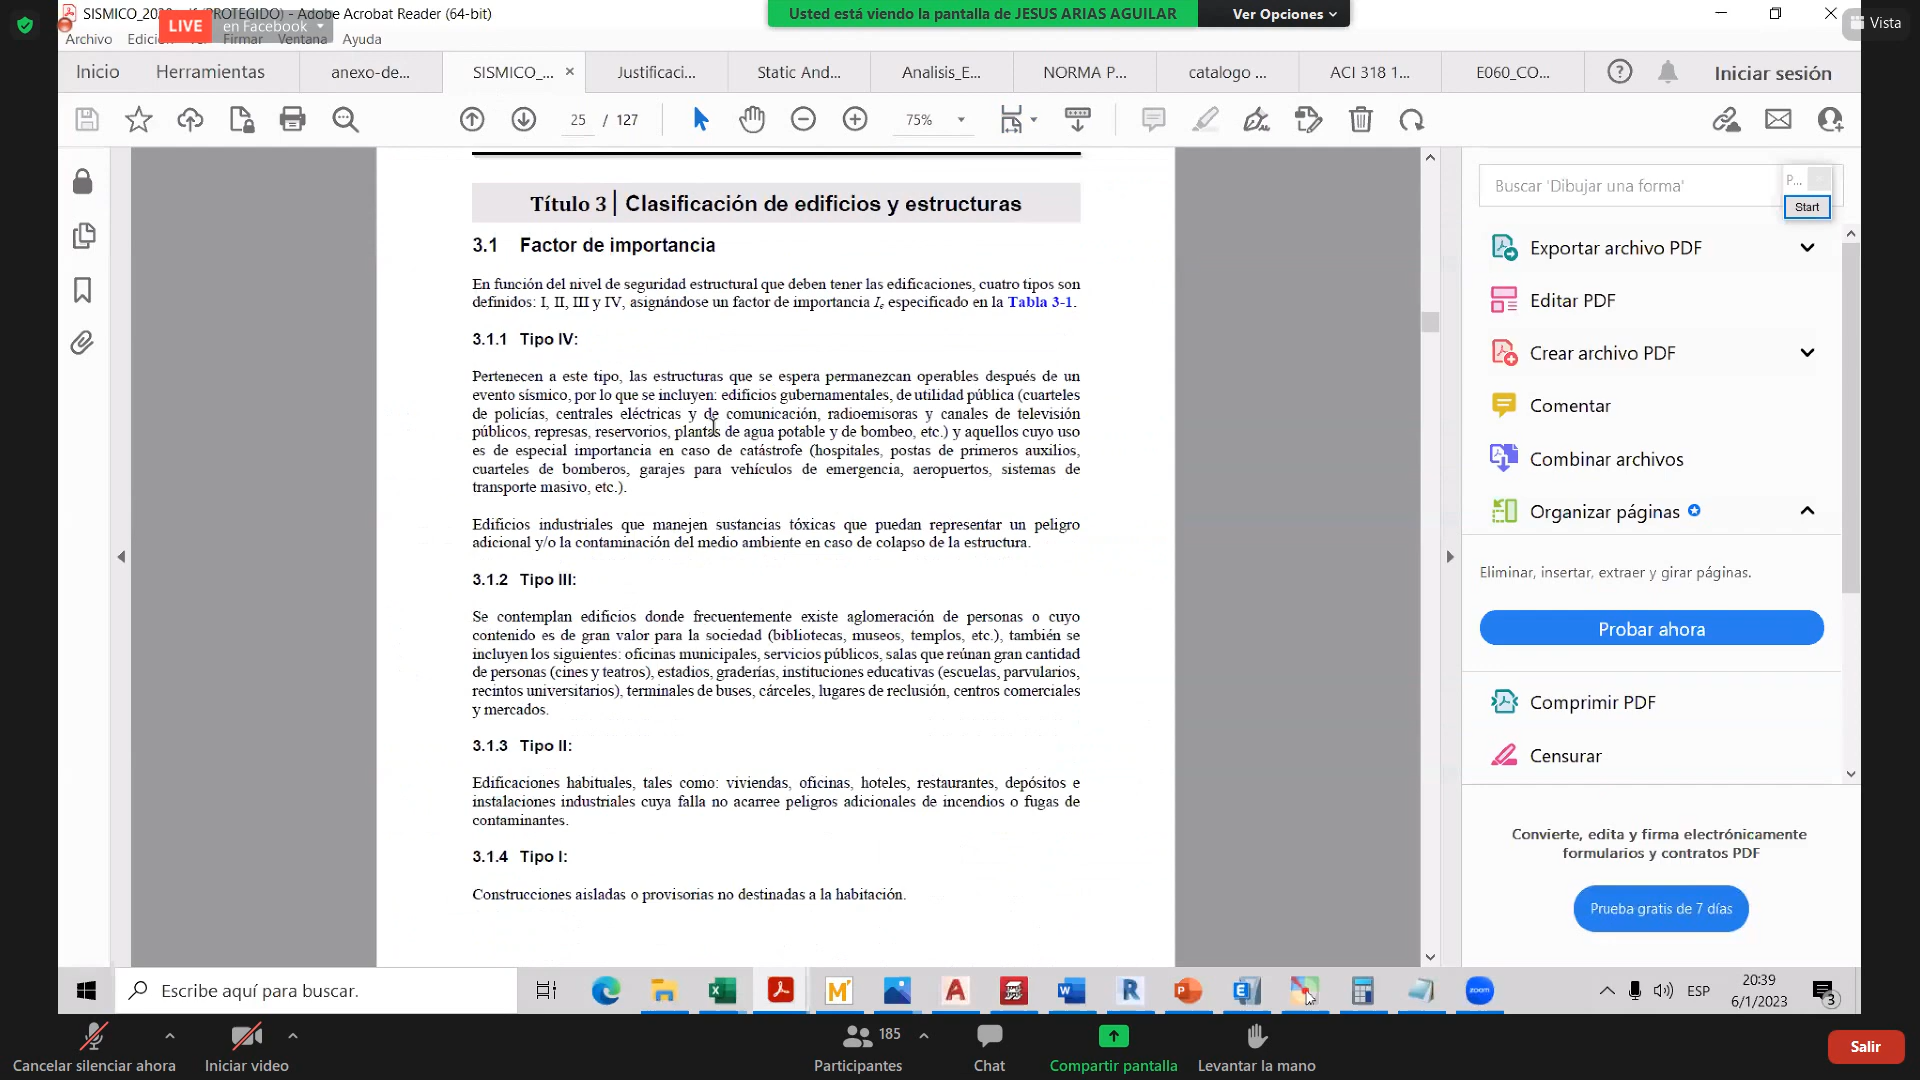 SISMICO_20
(PROTEGIDO) - Adobe Acrobat Reader (64-bit)
LIVE en Facebook
Usted está viendo la pantalla de JESUS ARIAS AGUILAR
Ver Opciones
Vista
Archivo Firmar Ventana Ayuda
Inicio Herramientas anexo-de... SISMICO_... Justificaci... Static And... Analisis_E... NORMA P... catalogo ... ACI 318 1... E060_CO... Iniciar sesión
25 / 127 75%
Título 3 | Clasificación de edificios y estructuras
3.1 Factor de importancia
En función del nivel de seguridad estructural que deben tener las edificaciones, cuatro tipos son
definidos: I, II, III y IV, asignándose un factor de importancia Ie especificado en la Tabla 3-1.
3.1.1 Tipo IV:
Pertenecen a este tipo, las estructuras que se espera permanezcan operables después de un
evento sísmico, por lo que se incluyen: edificios gubernamentales, de utilidad pública (cuarteles
de policías, centrales eléctricas y de comunicación, radioemisoras y canales de televisión
públicos, represas, reservorios, plantas de agua potable y de bombeo, etc.) y aquellos cuyo uso
es de especial importancia en caso de catástrofe (hospitales, postas de primeros auxilios,
cuarteles de bomberos, garajes para vehículos de emergencia, aeropuertos, sistemas de
transporte masivo, etc.).
Edificios industriales que manejen sustancias tóxicas que puedan representar un peligro
adicional y/o la contaminación del medio ambiente en caso de colapso de la estructura.
3.1.2 Tipo III:
Se contemplan edificios donde frecuentemente existe aglomeración de personas o cuyo
contenido es de gran valor para la sociedad (bibliotecas, museos, templos, etc.), también se
incluyen los siguientes: oficinas municipales, servicios públicos, salas que reúnan gran cantidad
de personas (cines y teatros), estadios, graderías, instituciones educativas (escuelas, parvularios,
recintos universitarios), terminales de buses, cárceles, lugares de reclusión, centros comerciales
y mercados.
3.1.3 Tipo II:
Edificaciones habituales, tales como: viviendas, oficinas, hoteles, restaurantes, depósitos e
instalaciones industriales cuya falla no acarree peligros adicionales de incendios o fugas de
contaminantes.
3.1.4 Tipo I:
Construcciones aisladas o provisorias no destinadas a la habitación.
Buscar 'Dibujar una forma'
P...
Start
Exportar archivo PDF
Editar PDF
Crear archivo PDF
Comentar
Combinar archivos
Organizar páginas
Eliminar, insertar, extraer y girar páginas.
Probar ahora
Comprimir PDF
Censurar
Convierte, edita y firma electrónicamente
formularios y contratos PDF
Prueba gratis de 7 días
Escribe aquí para buscar.
zoom
ESP
20:39
6/1/2023
3
Cancelar silenciar ahora
Iniciar video
185
Participantes
Chat
Compartir pantalla
Levantar la mano
Salir